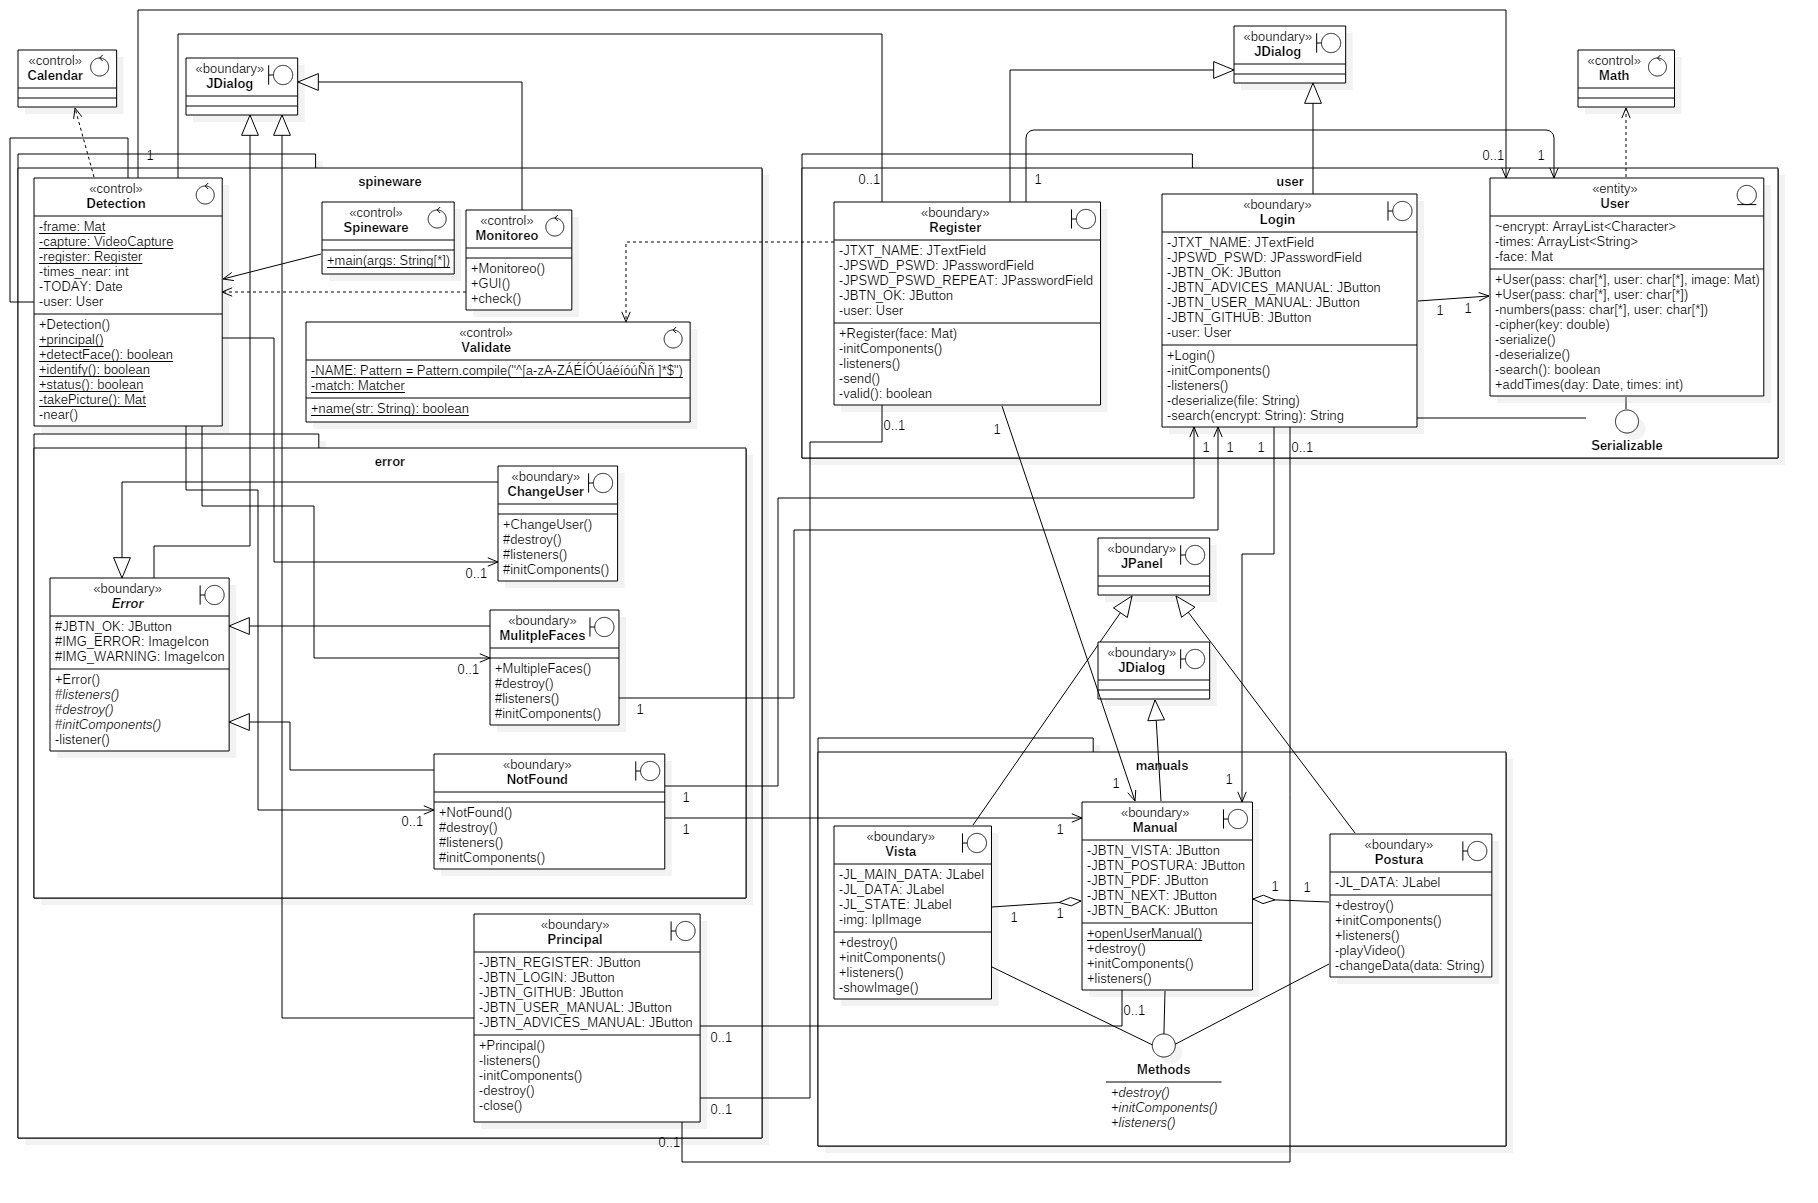 «control»
Calendar
«boundary»
JDialog
«boundary»
JDialog
«control»
Math
1
0..1
1
0..1
1
spineware
user
«control»
Detection
-frame: Mat
-capture: VideoCapture
-register: Register
-times_near: int
-TODAY: Date
-user: User
+Detection()
+principal()
+detectFace(): boolean
+identify(): boolean
+status(): boolean
-takePicture(): Mat
-near()
«control»
Spineware
+main(args: String[*])
«control»
Monitoreo
+Monitoreo()
+GUI()
+check()
«control»
Validate
-NAME: Pattern = Pattern.compile("^[a-zA-ZÁÉÍÓÚáéíóúÑñ ]*$")
-match: Matcher
+name(str: String): boolean
«boundary»
Register
-JTXT_NAME: JTextField
-JPSWD_PSWD: JPasswordField
-JPSWD_PSWD_REPEAT: JPasswordField
-JBTN_OK: JButton
-user: User
+Register(face: Mat)
-initComponents()
-listeners()
-send()
-valid(): boolean
«boundary»
Login
-JTXT_NAME: JTextField
-JPSWD_PSWD: JPasswordField
-JBTN_OK: JButton
-JBTN_ADVICES_MANUAL: JButton
-JBTN_USER_MANUAL: JButton
-JBTN_GITHUB: JButton
-user: User
+Login()
-initComponents()
-listeners()
-deserialize(file: String)
-search(encrypt: String): String
«entity»
User
~encrypt: ArrayList<Character>
-times: ArrayList<String>
-face: Mat
+User(pass: char[*], user: char[*], image: Mat)
+User(pass: char[*], user: char[*])
-numbers(pass: char[*], user: char[*])
-cipher(key: double)
-serialize()
-deserialize()
-search(): boolean
+addTimes(day: Date, times: int)
1
1
0..1
1
1
1
1
0..1
Serializable
error
«boundary»
ChangeUser
+ChangeUser()
#destroy()
#listeners()
#initComponents()
0..1
«boundary»
Error
#JBTN_OK: JButton
#IMG_ERROR: ImageIcon
#IMG_WARNING: ImageIcon
+Error()
#listeners()
#destroy()
#initComponents()
-listener()
«boundary»
MulitpleFaces
+MultipleFaces()
#destroy()
#listeners()
#initComponents()
0..1
1
«boundary»
NotFound
+NotFound()
#destroy()
#listeners()
#initComponents()
0..1
1
1
«boundary»
JPanel
«boundary»
JDialog
manuals
1
1
1
«boundary»
Manual
-JBTN_VISTA: JButton
-JBTN_POSTURA: JButton
-JBTN_PDF: JButton
-JBTN_NEXT: JButton
-JBTN_BACK: JButton
+openUserManual()
+destroy()
+initComponents()
+listeners()
«boundary»
Vista
-JL_MAIN_DATA: JLabel
-JL_DATA: JLabel
-JL_STATE: JLabel
-img: IplImage
+destroy()
+initComponents()
+listeners()
-showImage()
1
1
1
1
«boundary»
Postura
-JL_DATA: JLabel
+destroy()
+initComponents()
+listeners()
-playVideo()
-changeData(data: String)
«boundary»
Principal
-JBTN_REGISTER: JButton
-JBTN_LOGIN: JButton
-JBTN_GITHUB: JButton
-JBTN_USER_MANUAL: JButton
-JBTN_ADVICES_MANUAL: JButton
+Principal()
-listeners()
-initComponents()
-destroy()
-close()
0..1
0..1
0..1
0..1
Methods
+destroy()
+initComponents()
+listeners()